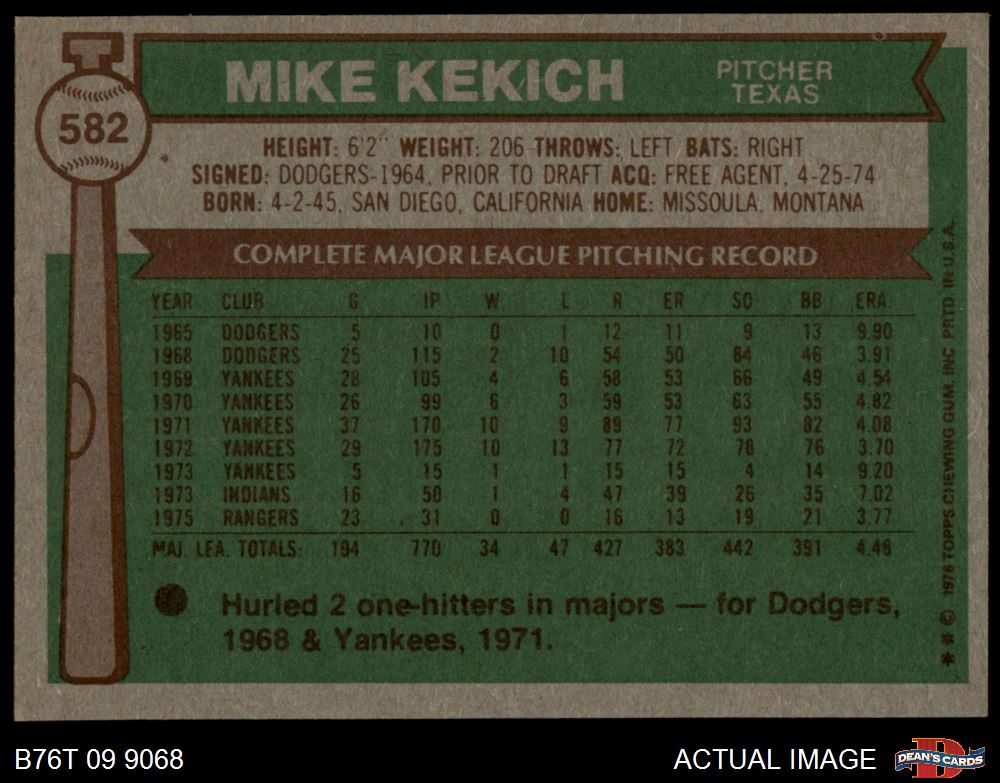 582
MIKE KEKICH
PITCHER
TEXAS
HEIGHT: 6'2" WEIGHT: 206 THROWS: LEFT BATS: RIGHT
SIGNED: DODGERS-1964, PRIOR TO DRAFT ACQ: FREE AGENT, 4-25-74
BORN: 4-2-45, SAN DIEGO, CALIFORNIA HOME: MISSOULA, MONTANA
COMPLETE MAJOR LEAGUE PITCHING RECORD
YEAR CLUB G IP W L R ER SO BB ERA.
1965 DODGERS 5 10 0 1 12 11 9 13 9.90
1968 DODGERS 25 115 2 10 54 50 84 46 3.91
1969 YANKEES 28 105 4 6 58 53 66 49 4.54
1970 YANKEES 26 99 6 3 59 53 63 55 4.82
1971 YANKEES 37 170 10 9 89 77 93 82 4.08
1972 YANKEES 29 175 10 13 77 72 78 76 3.70
1973 YANKEES 5 15 1 1 15 15 4 14 9.20
1973 INDIANS 16 50 1 4 47 39 26 35 7.02
1975 RANGERS 23 31 0 0 16 13 19 21 3.77
MAJ. LEA. TOTALS: 194 770 34 47 427 383 442 391 4.48
Hurled 2 one-hitters in majors — for Dodgers,
1968 & Yankees, 1971.
**© 1976 TOPPS CHEWING GUM, INC PRTD. IN U.S.A.
B76T 09 9068
ACTUAL IMAGE
D
DEAN'S CARDS